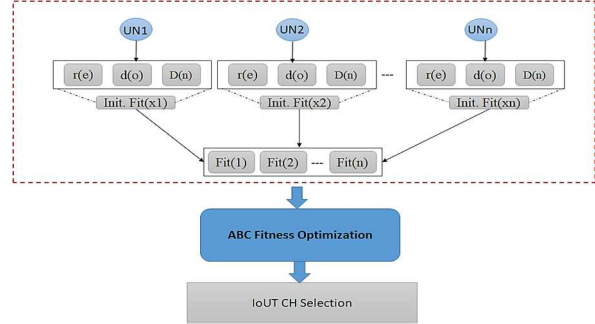 UN1 UN2 UNn
r(e) d(o) D(n) r(e) d(o) D(n) --- r(e) d(o) D(n)
Init. Fit(x1) Init. Fit(x2) Init. Fit(xn)
Fit(1) Fit(2) --- Fit(n)
ABC Fitness Optimization
IoUT CH Selection